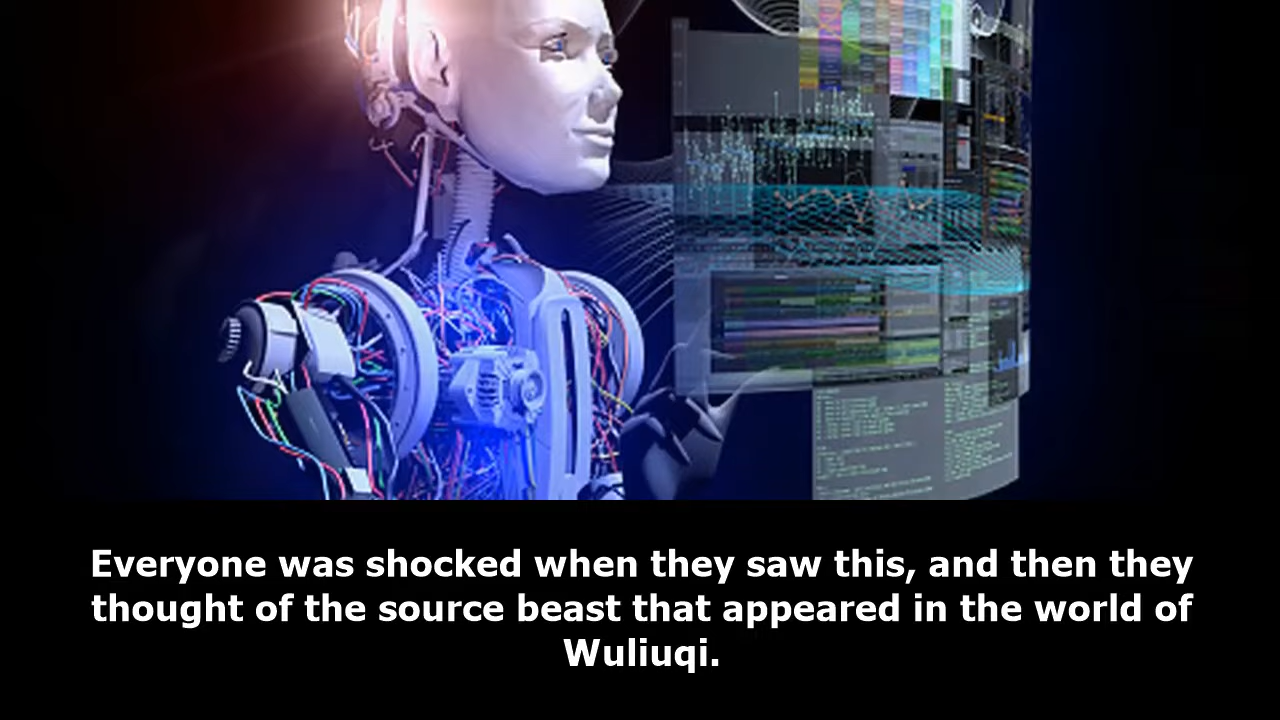 Everyone was shocked when they saw this, and then they
thought of the source beast that appeared in the world of
Wuliuqi.